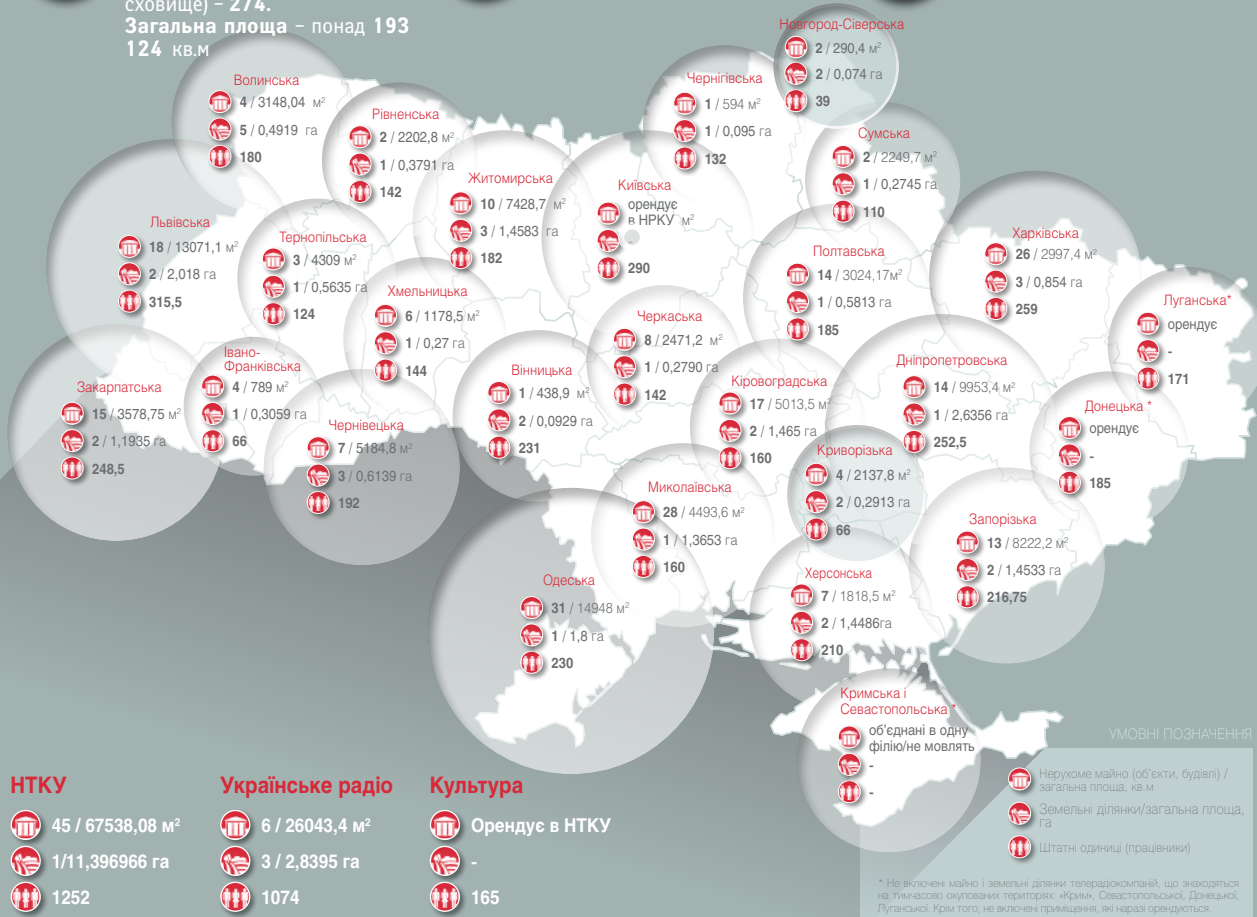 сховище) – 274.
Загальна площа – понад 193
124 кв.м
Новгород-Сіверська
2 / 290,4 м²
2 / 0,074 га
39
Волинська
4 / 3148,04 м²
5 / 0,4919 га
180
Рівненська
2 / 2202,8 м²
1 / 0,3791 га
142
Чернігівська
1 / 594 м²
1 / 0,095 га
132
Сумська
2 / 2249,7 м²
1 / 0,2745 га
110
Житомирська
10 / 7428,7 м²
3 / 1,4583 га
182
Київська
орендує
в НРКУ м²
-
290
Львівська
18 / 13071,1 м²
2 / 2,018 га
315,5
Тернопільська
3 / 4309 м²
1 / 0,5635 га
124
Полтавська
14 / 3024,17м²
1 / 0,5813 га
185
Харківська
26 / 2997,4 м²
3 / 0,854 га
259
Хмельницька
6 / 1178,5 м²
1 / 0,27 га
144
Черкаська
8 / 2471,2 м²
1 / 0,2790 га
142
Луганська*
орендує
-
171
Закарпатська
15 / 3578,75 м²
2 / 1,1935 га
248,5
Івано-
Франківська
4 / 789 м²
1 / 0,3059 га
66
Вінницька
1 / 438,9 м²
2 / 0,0929 га
231
Кіровоградська
17 / 5013,5 м²
2 / 1,465 га
160
Дніпропетровська
14 / 9953,4 м²
1 / 2,6356 га
252,5
Донецька *
орендує
-
185
Чернівецька
7 / 5184,8 м²
3 / 0,6139 га
192
Криворізька
4 / 2137,8 м²
2 / 0,2913 га
66
Миколаївська
28 / 4493,6 м²
1 / 1,3653 га
160
Запорізька
13 / 8222,2 м²
2 / 1,4533 га
216,75
Одеська
31 / 14948 м²
1 / 1,8 га
230
Херсонська
7 / 1818,5 м²
2 / 1,4486га
210
Кримська і
Севастопольська *
об'єднані в одну
філію/не мовлять
-
-
НТКУ
45 / 67538,08 м²
1/11,396966 га
1252
Українське радіо
6 / 26043,4 м²
3 / 2,8395 га
1074
Культура
Орендує в НТКУ
-
165
УМОВНІ ПОЗНАЧЕННЯ
Нерухоме майно (об'єкти, будівлі) /
загальна площа, кв.м
Земельні ділянки/загальна площа,
га
Штатні одиниці (працівники)
* Не включені майно і земельні ділянки телерадіокомпаній, що знаходяться
на тимчасово окупованих територіях: «Крим», Севастопольської, Донецької,
Луганської. Крім того, не включені приміщення, які наразі орендуються.